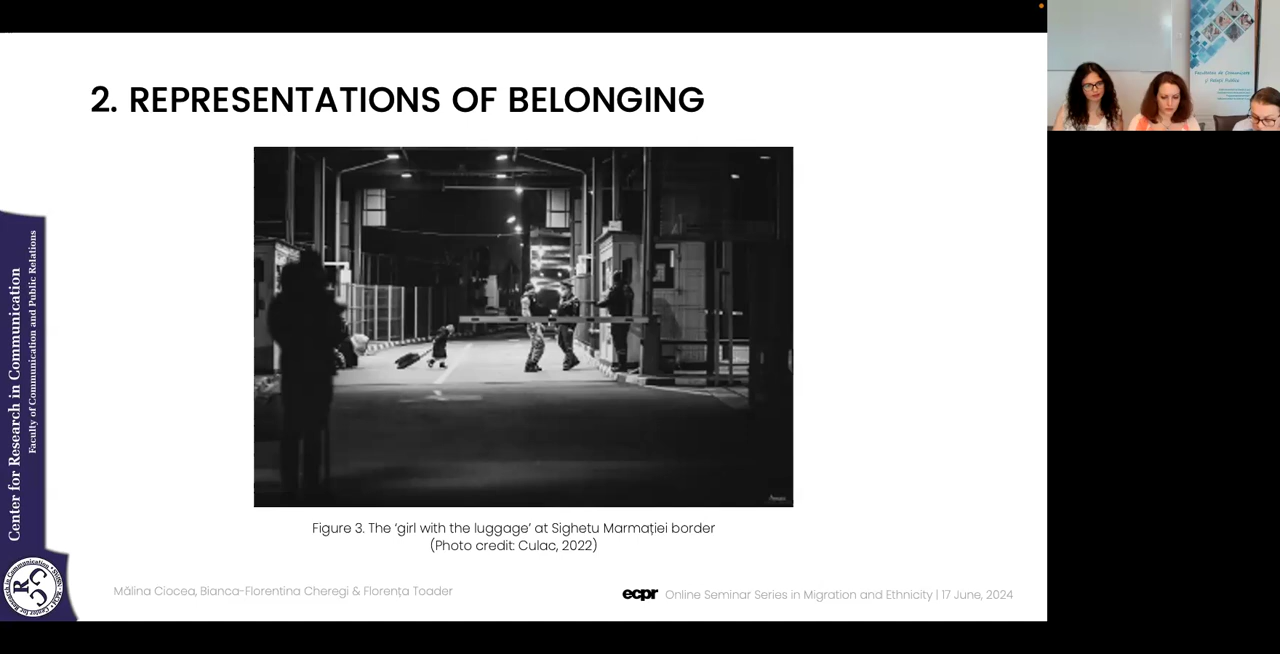 2. REPRESENTATIONS OF BELONGING
Center for Research in Communication
Faculty of Communication and Public Relations
Figure 3. The ‘girl with the luggage’ at Sighetu Marmației border
(Photo credit: Culac, 2022)
Mălina Ciocea, Bianca-Florentina Cheregi & Florența Toader
ecpr Online Seminar Series in Migration and Ethnicity | 17 June, 2024